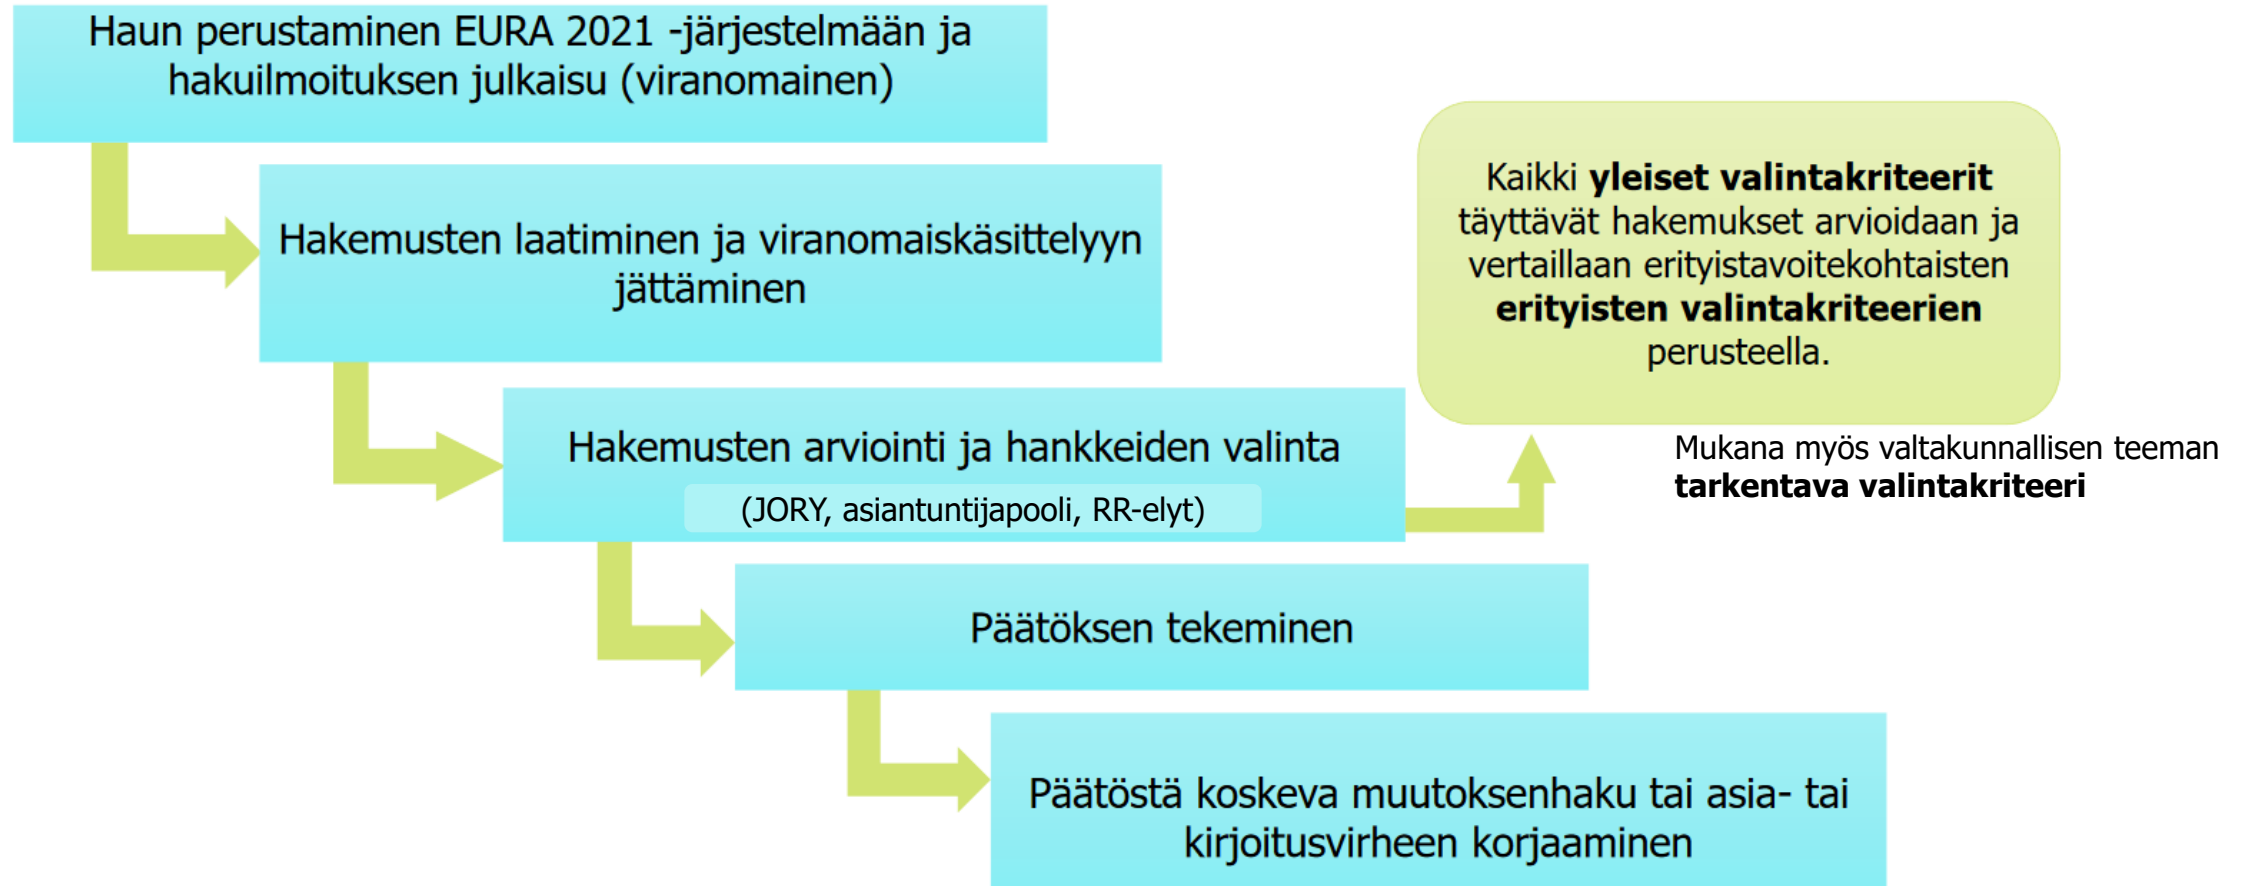 Haun perustaminen EURA 2021 -järjestelmään ja
hakuilmoituksen julkaisu (viranomainen)
Hakemusten laatiminen ja viranomaiskäsittelyyn
jättäminen
Kaikki yleiset valintakriteerit
täyttävät hakemukset arvioidaan ja
vertaillaan erityistavoitekohtaisten
erityisten valintakriteerien
perusteella.
Hakemusten arviointi ja hankkeiden valinta
(JORY, asiantuntijapooli, RR-elyt)
Mukana myös valtakunnallisen teeman
tarkentava valintakriteeri
Päätöksen tekeminen
Päätöstä koskeva muutoksenhaku tai asia- tai
kirjoitusvirheen korjaaminen